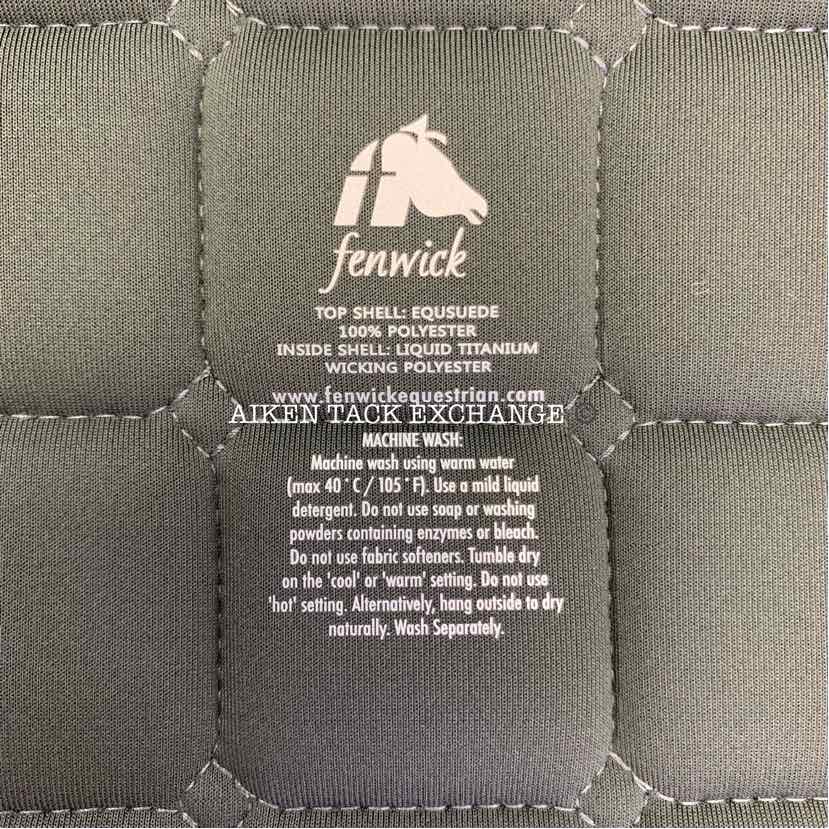 fenwick
TOP SHELL: EQUSUEDE
100% POLYESTER
INSIDE SHELL: LIQUID TITANIUM
WICKING POLYESTER
www.fenwickequestrian.com
AIKEN TACK EXCHANGE ©
MACHINE WASH:
Machine wash using warm water
(max 40°C / 105°F). Use a mild liquid
detergent. Do not use soap or washing
powders containing enzymes or bleach.
Do not use fabric softeners. Tumble dry
on the 'cool' or 'warm' setting. Do not use
'hot' setting. Alternatively, hang outside to dry
naturally. Wash Separately.